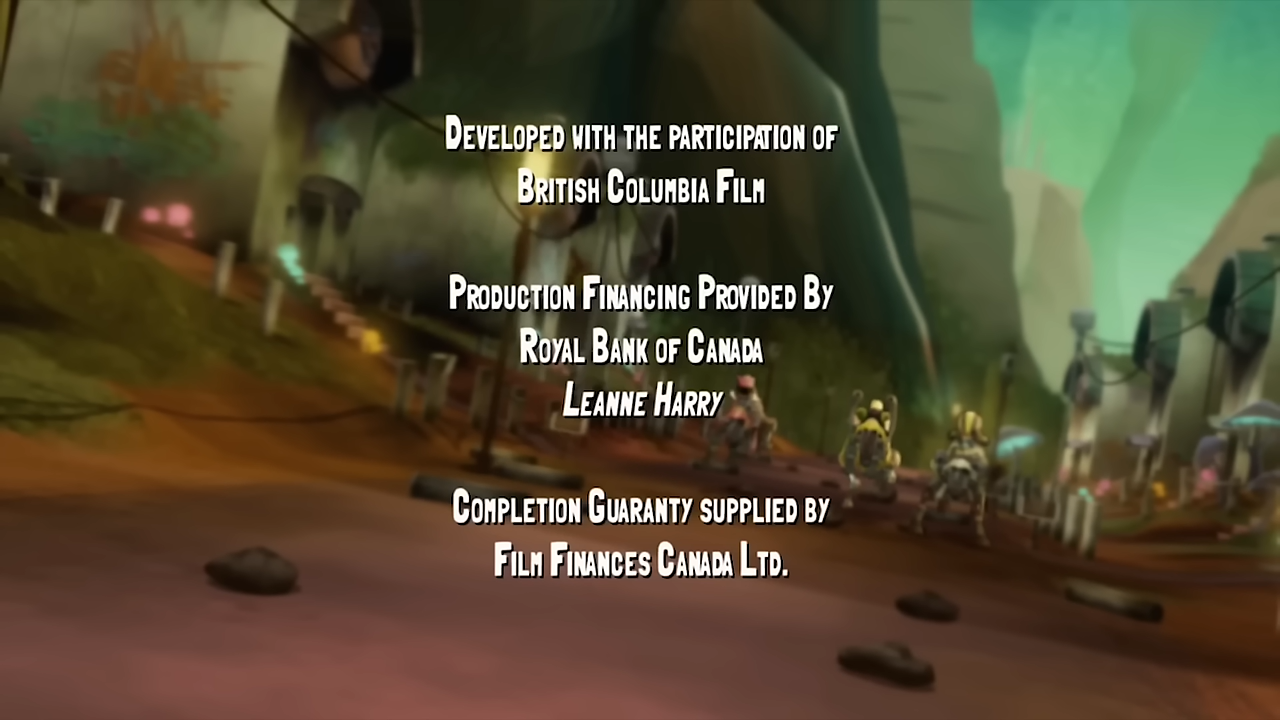 Developed with the participation of
British Columbia Film
Production Financing Provided By
Royal Bank of Canada
Leanne Harry
Completion Guaranty supplied by
Film Finances Canada Ltd.